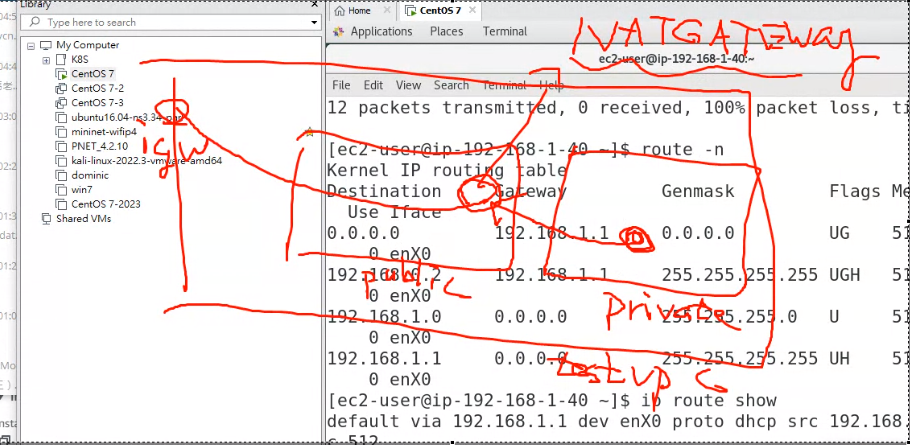 Library
Type here to search
My Computer
K8S
CentOS 7
CentOS 7-2
CentOS 7-3
ubuntu16.04-ns3.34-phr
mininet-wifip4
PNET_4.2.10
kali-linux-2022.3-vmware-amd64
dominic
win7
CentOS 7-2023
Shared VMs
Home
CentOS 7
Applications Places Terminal
NATGATEway
ec2-user@ip-192-168-1-40:~
File Edit View Search Terminal Help
12 packets transmitted, 0 received, 100% packet loss, ti
[ec2-user@ip-192-168-1-40 ~]$ route -n
Kernel IP routing table
Destination Gateway Genmask Flags Me
Use Iface
0.0.0.0 192.168.1.1 0.0.0.0 UG 51
0 enX0
192.168.0.2 192.168.1.1 255.255.255.255 UGH 51
0 enX0
192.168.1.0 0.0.0.0 255.255.255.0 U 51
0 enX0
192.168.1.1 0.0.0.0 255.255.255.255 UH 51
0 enX0
[ec2-user@ip-192-168-1-40 ~]$ ip route show
default via 192.168.1.1 dev enX0 proto dhcp src 192.168.
c 512
igw
public
Private
test vpc